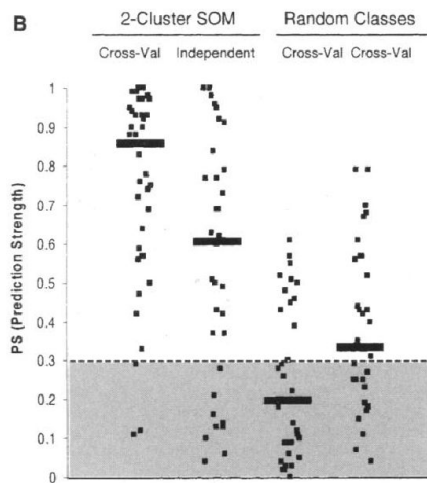 B
2-Cluster SOM Random Classes
Cross-Val Independent Cross-Val Cross-Val
PS (Prediction Strength)
1
0.9
0.8
0.7
0.6
0.5
0.4
0.3
0.2
0.1
0